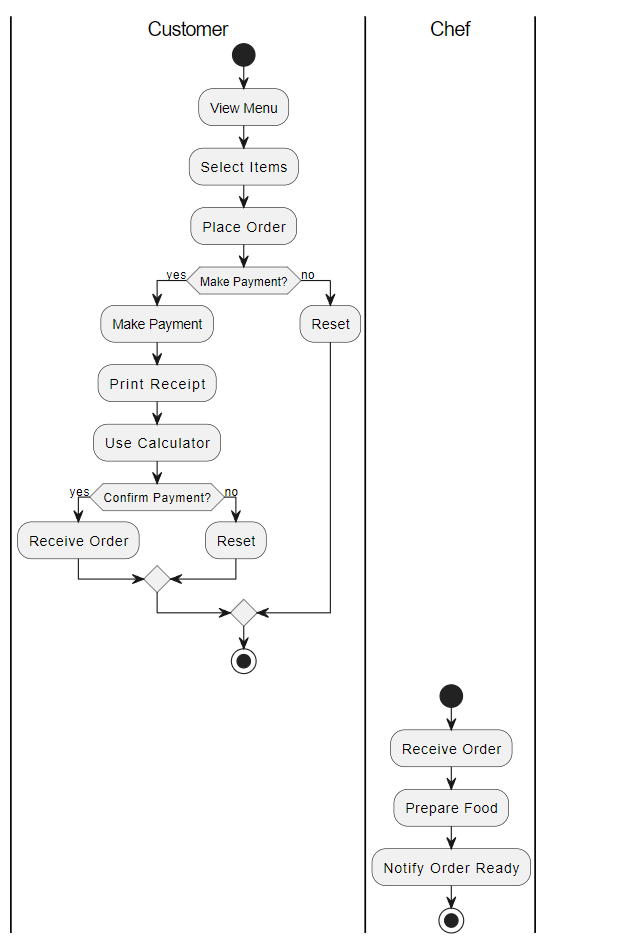 Customer
Chef
View Menu
Select Items
Place Order
yes
Make Payment?
no
Make Payment
Reset
Print Receipt
Use Calculator
yes
Confirm Payment?
no
Receive Order
Reset
Receive Order
Prepare Food
Notify Order Ready